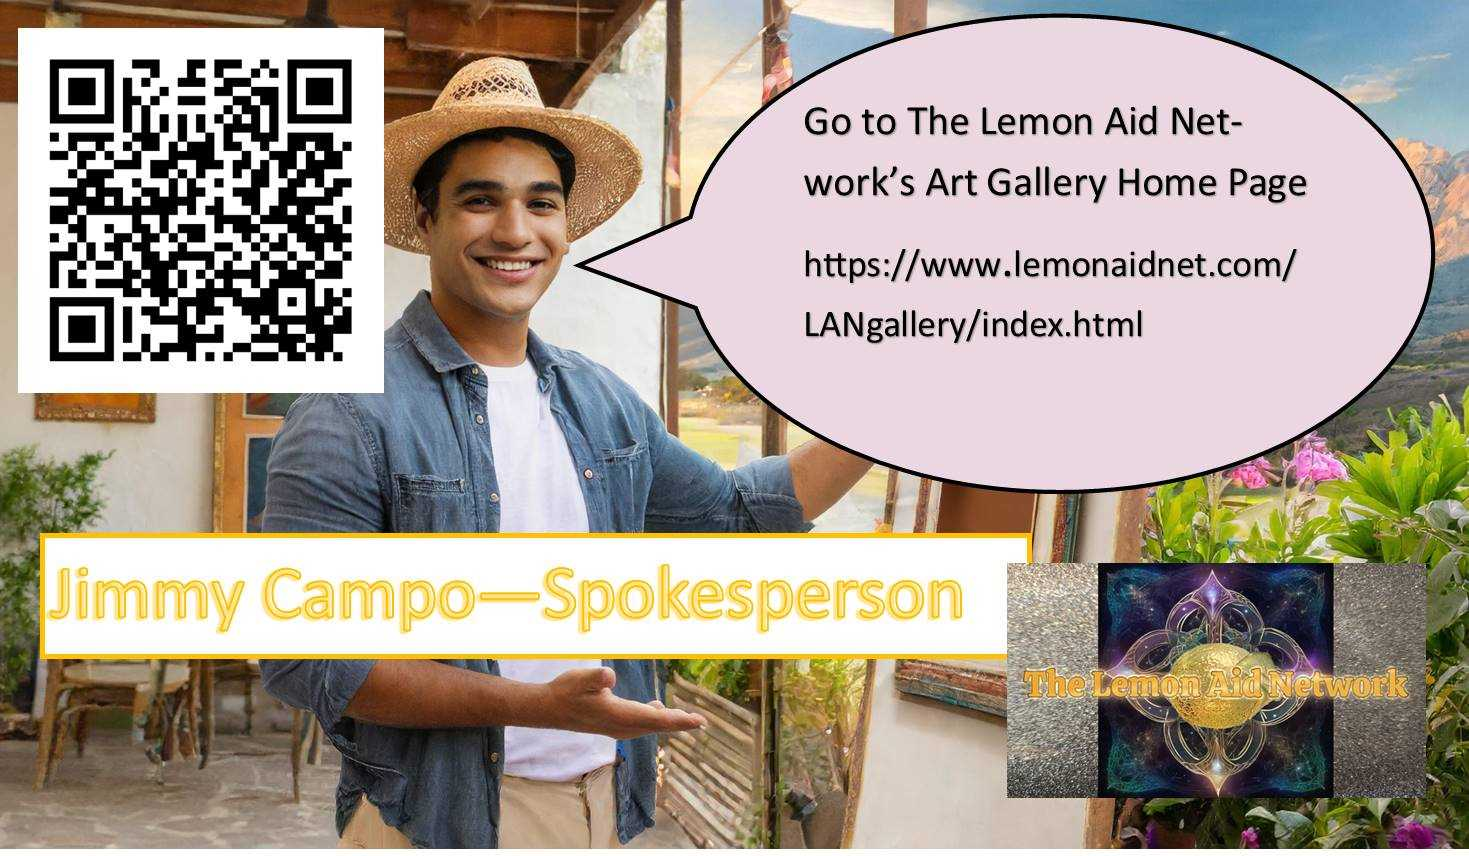 Go to The Lemon Aid Net-
work’s Art Gallery Home Page
https://www.lemonaidnet.com/
LANgallery/index.html
Jimmy Campo—Spokesperson
The Lemon Aid Network